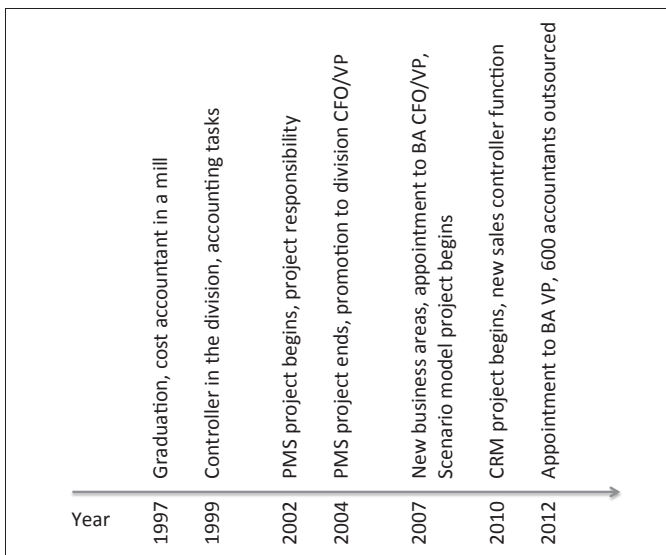 Graduation, cost accountant in a mill
Controller in the division, accounting tasks
PMS project begins, project responsibility
PMS project ends, promotion to division CFO/VP
New business areas, appointment to BA CFO/VP,
Scenario model project begins
CRM project begins, new sales controller function
Appointment to BA VP, 600 accountants outsourced
Year
1997
1999
2002
2004
2007
2010
2012